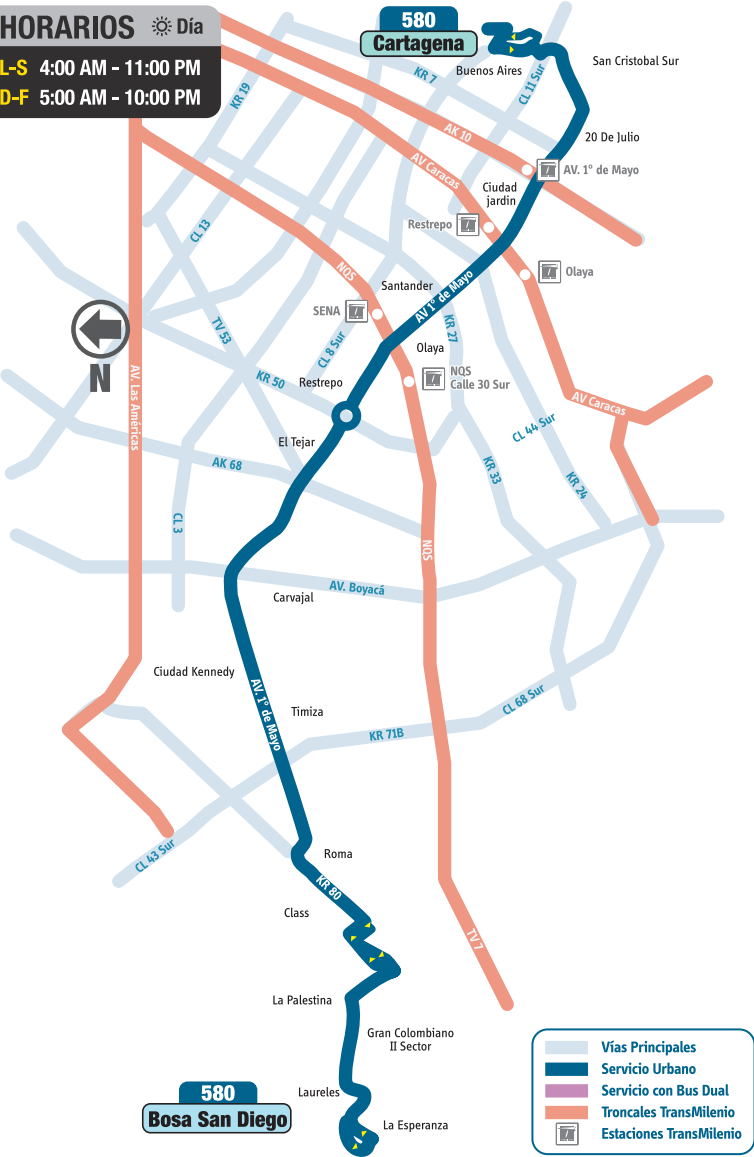 HORARIOS Día
L-S 4:00 AM - 11:00 PM
D-F 5:00 AM - 10:00 PM
580
Cartagena
Buenos Aires
San Cristobal Sur
KR 7
CL 11 Sur
KR 19
AK 10
20 De Julio
AV. 1° de Mayo
AV Caracas
Ciudad
jardin
Restrepo
CL 13
Olaya
NQS
Santander
AV 1° de Mayo
SENA
KR 27
TV 53
CL 8 Sur
Olaya
N
KR 50
Restrepo
NQS
Calle 30 Sur
AV. Las Américas
AV Caracas
CL 44 Sur
El Tejar
AK 68
KR 33
KR 24
CL 3
NQS
AV. Boyacá
Carvajal
Ciudad Kennedy
AV. 1° de Mayo
Timiza
CL 68 Sur
KR 71B
CL 43 Sur
Roma
KR 80
Class
TV 7
La Palestina
Gran Colombiano
II Sector
Laureles
La Esperanza
580
Bosa San Diego
Vías Principales
Servicio Urbano
Servicio con Bus Dual
Troncales TransMilenio
Estaciones TransMilenio